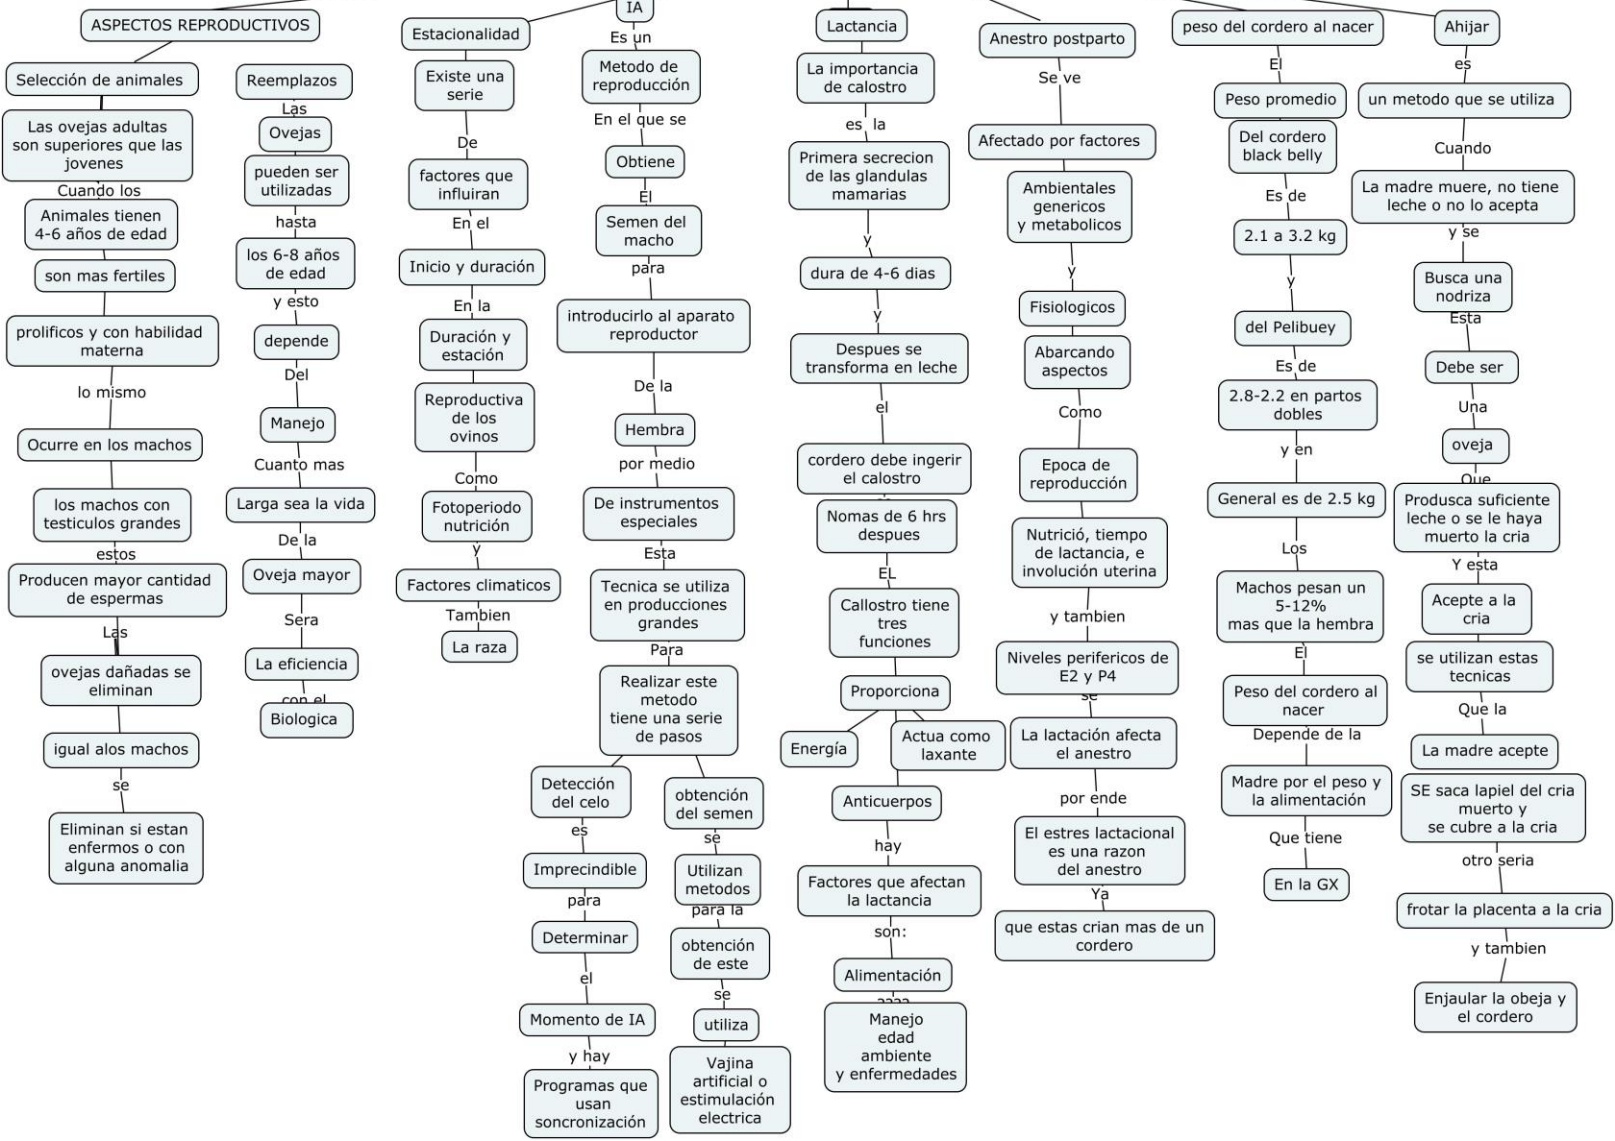 ASPECTOS REPRODUCTIVOS
Selección de animales
Las ovejas adultas
son superiores que las
jovenes
Cuando los
Animales tienen
4-6 años de edad
son mas fertiles
prolificos y con habilidad
materna
lo mismo
Ocurre en los machos
los machos con
testiculos grandes
estos
Producen mayor cantidad
de espermas
Las
ovejas dañadas se
eliminan
igual alos machos
se
Eliminan si estan
enfermos o con
alguna anomalia
Reemplazos
Las
Ovejas
pueden ser
utilizadas
hasta
los 6-8 años
de edad
y esto
depende
Del
Manejo
Cuanto mas
Larga sea la vida
De la
Oveja mayor
Sera
La eficiencia
con el
Biologica
Estacionalidad
Existe una
serie
De
factores que
influiran
En el
Inicio y duración
En la
Duración y
estación
Reproductiva
de los
ovinos
Como
Fotoperiodo
nutrición
y
Factores climaticos
Tambien
La raza
IA
Es un
Metodo de
reproducción
En el que se
Obtiene
El
Semen del
macho
para
introducirlo al aparato
reproductor
De la
Hembra
por medio
De instrumentos
especiales
Esta
Tecnica se utiliza
en producciones
grandes
Para
Realizar este
metodo
tiene una serie
de pasos
Detección
del celo
es
Imprecindible
para
Determinar
el
Momento de IA
y hay
Programas que
usan
soncronización
obtención
del semen
se
Utilizan
metodos
para la
obtención
de este
se
utiliza
Vajina
artificial o
estimulación
electrica
Lactancia
La importancia
de calostro
es la
Primera secrecion
de las glandulas
mamarias
y
dura de 4-6 dias
y
Despues se
transforma en leche
el
cordero debe ingerir
el calostro
Nomas de 6 hrs
despues
EL
Callostro tiene
tres
funciones
Proporciona
Energía
Actua como
laxante
Anticuerpos
hay
Factores que afectan
la lactancia
son:
Alimentación
????
Manejo
edad
ambiente
y enfermedades
Anestro postparto
Se ve
Afectado por factores
Ambientales
genericos
y metabolicos
y
Fisiologicos
Abarcando
aspectos
Como
Epoca de
reproducción
Nutrició, tiempo
de lactancia, e
involución uterina
y tambien
Niveles perifericos de
E2 y P4
se
La lactación afecta
el anestro
por ende
El estres lactacional
es una razon
del anestro
Ya
que estas crian mas de un
cordero
peso del cordero al nacer
El
Peso promedio
Del cordero
black belly
Es de
2.1 a 3.2 kg
y
del Pelibuey
Es de
2.8-2.2 en partos
dobles
y en
General es de 2.5 kg
Los
Machos pesan un
5-12%
mas que la hembra
El
Peso del cordero al
nacer
Depende de la
Madre por el peso y
la alimentación
Que tiene
En la GX
Ahijar
es
un metodo que se utiliza
Cuando
La madre muere, no tiene
leche o no lo acepta
y se
Busca una
nodriza
Esta
Debe ser
Una
oveja
Que
Produsca suficiente
leche o se le haya
muerto la cria
Y esta
Acepte a la
cria
se utilizan estas
tecnicas
Que la
La madre acepte
SE saca lapiel del cria
muerto y
se cubre a la cria
otro seria
frotar la placenta a la cria
y tambien
Enjaular la obeja y
el cordero